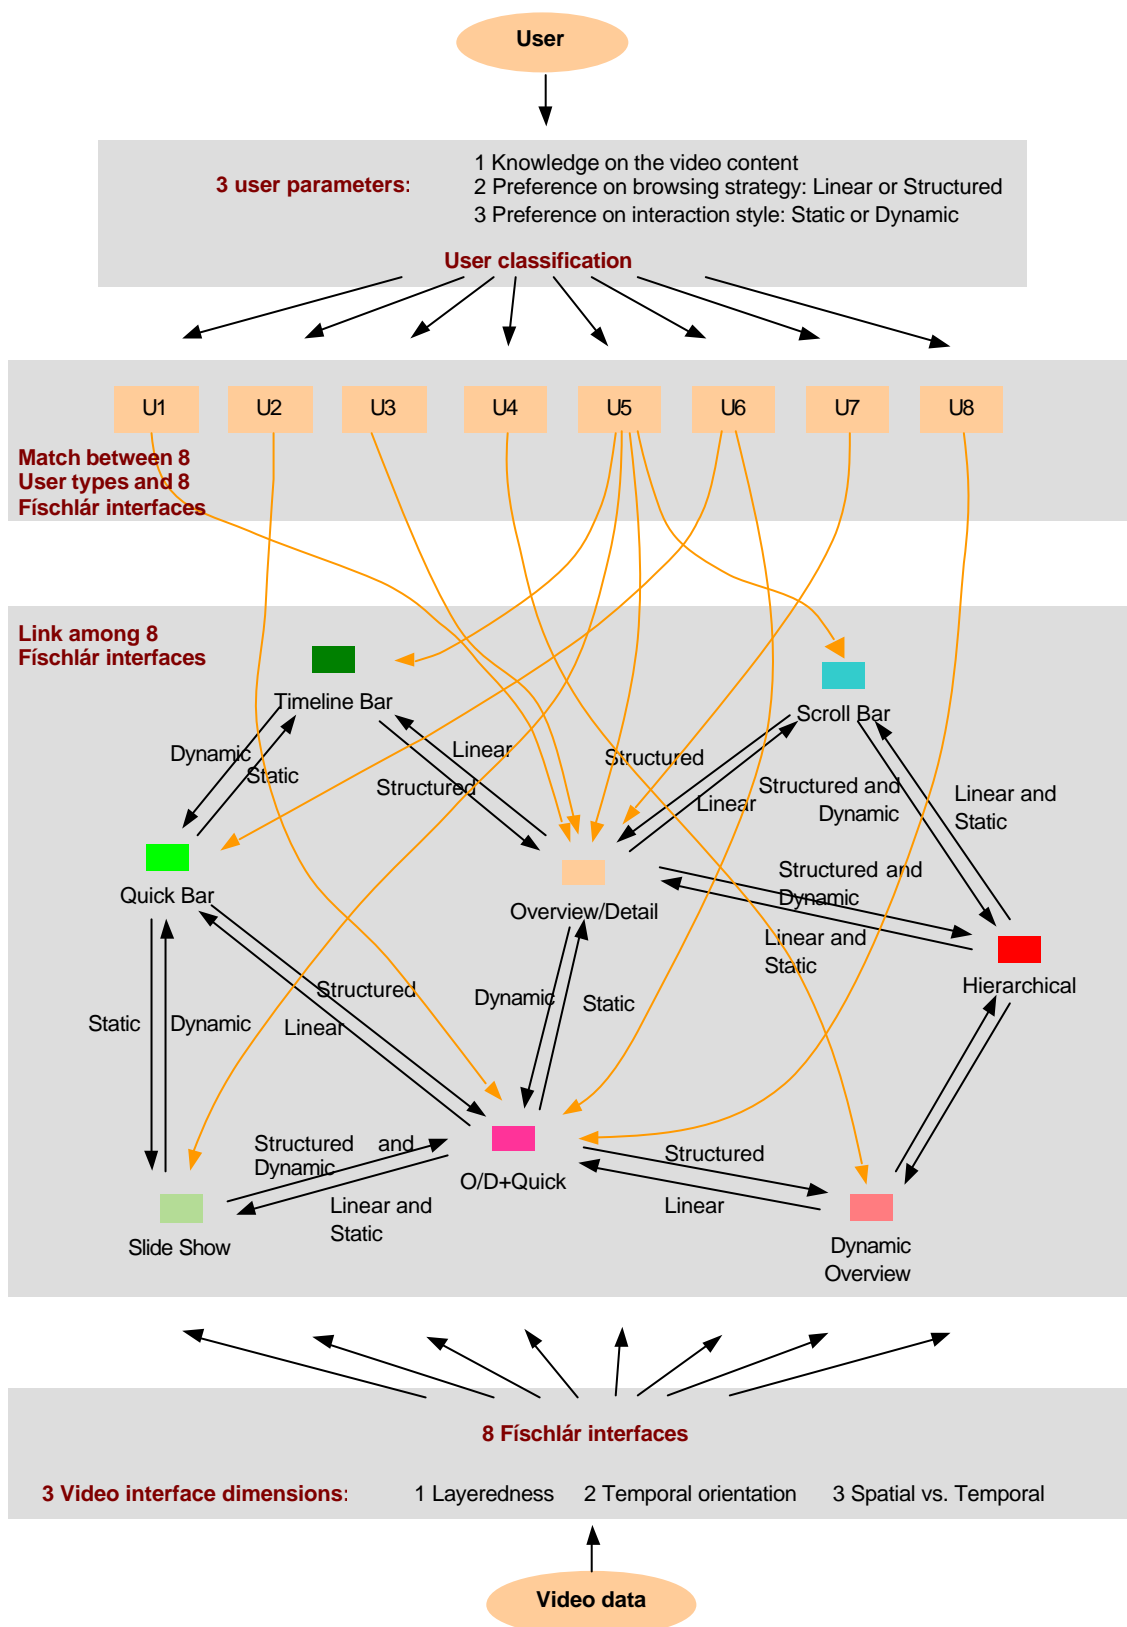 User
3 user parameters:
1 Knowledge on the video content
2 Preference on browsing strategy: Linear or Structured
3 Preference on interaction style: Static or Dynamic
User classification
U1 U2 U3 U4 U5 U6 U7 U8
Match between 8
User types and 8
Físchlár interfaces
Link among 8
Físchlár interfaces
Timeline Bar
Scroll Bar
Dynamic
Static
Linear
Structured
Structured
Linear
Structured and
Dynamic
Linear and
Static
Quick Bar
Overview/Detail
Structured and
Dynamic
Linear and
Static
Hierarchical
Structured
Linear
Dynamic
Static
Static
Dynamic
Structured and
Dynamic
Linear and
Static
O/D+Quick
Structured
Linear
Slide Show
Dynamic
Overview
8 Físchlár interfaces
3 Video interface dimensions: 1 Layeredness 2 Temporal orientation 3 Spatial vs. Temporal
Video data